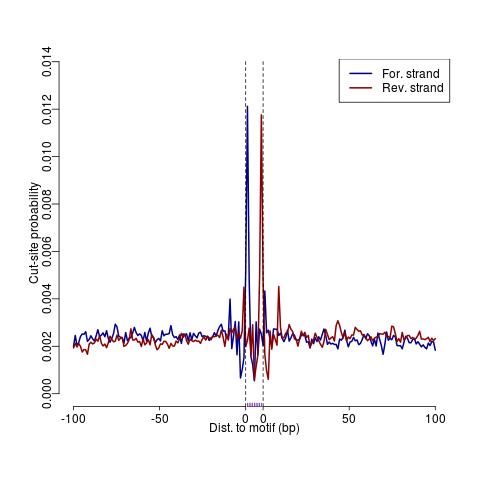 For. strand
Rev. strand
Cut-site probability
0.014
0.012
0.010
0.008
0.006
0.004
0.002
0.000
-100 -50 0 0 50 100
Dist. to motif (bp)